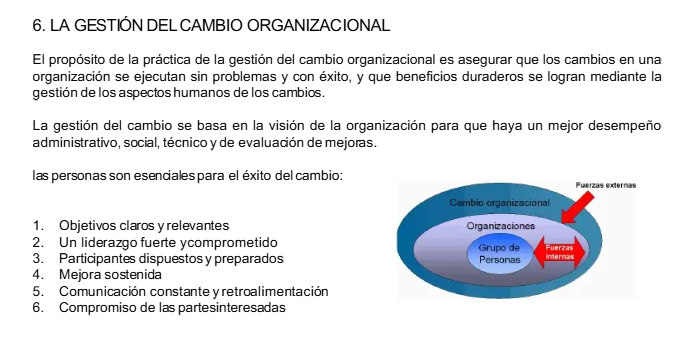 6. LA GESTIÓN DEL CAMBIO ORGANIZACIONAL
El propósito de la práctica de la gestión del cambio organizacional es asegurar que los cambios en una
organización se ejecutan sin problemas y con éxito, y que beneficios duraderos se logran mediante la
gestión de los aspectos humanos de los cambios.
La gestión del cambio se basa en la visión de la organización para que haya un mejor desempeño
administrativo, social, técnico y de evaluación de mejoras.
las personas son esenciales para el éxito del cambio:
1. Objetivos claros y relevantes
2. Un liderazgo fuerte y comprometido
3. Participantes dispuestos y preparados
4. Mejora sostenida
5. Comunicación constante y retroalimentación
6. Compromiso de las partes interesadas
Fuerzas externas
Cambio organizacional
Organizaciones
Grupo de
Personas
Fuerzas
Internas